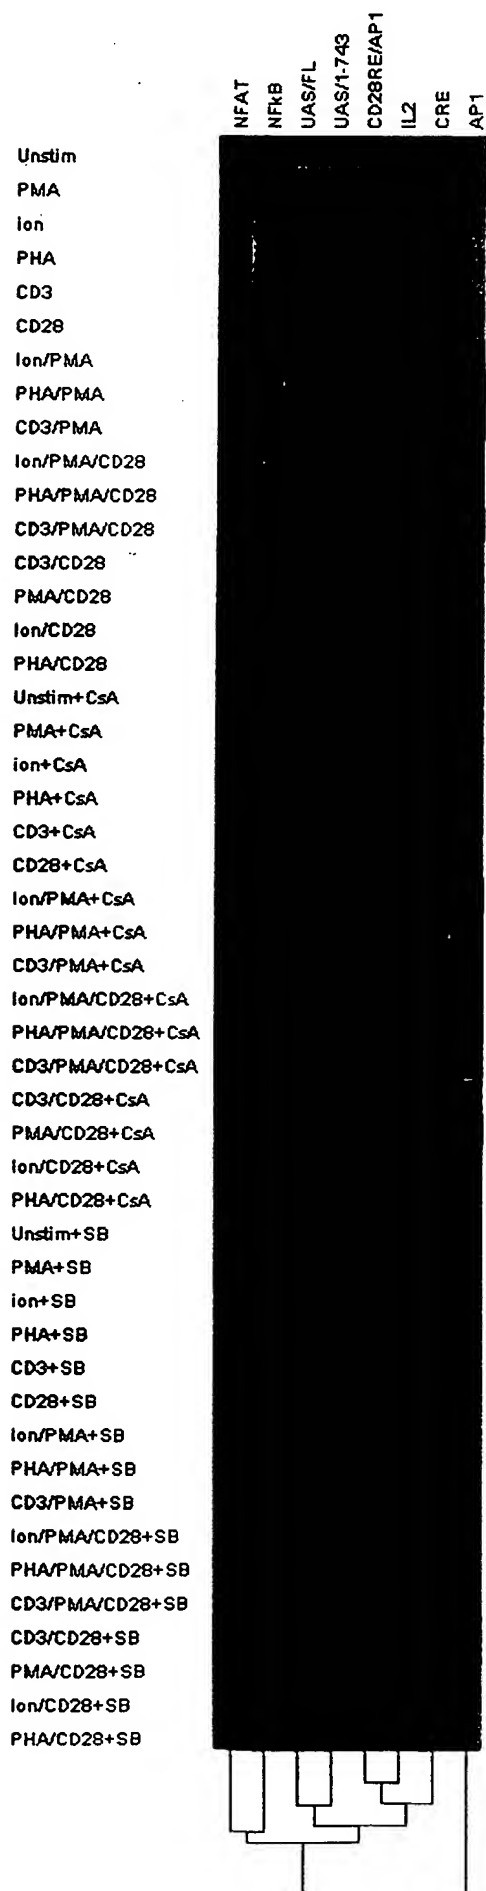 NFAT
NFkB
UAS/FL
UAS/1-743
CD28RE/AP1
IL2
CRE
AP1
Unstim
PMA
ion
PHA
CD3
CD28
Ion/PMA
PHA/PMA
CD3/PMA
Ion/PMA/CD28
PHA/PMA/CD28
CD3/PMA/CD28
CD3/CD28
PMA/CD28
Ion/CD28
PHA/CD28
Unstim+CsA
PMA+CsA
ion+CsA
PHA+CsA
CD3+CsA
CD28+CsA
Ion/PMA+CsA
PHA/PMA+CsA
CD3/PMA+CsA
Ion/PMA/CD28+CsA
PHA/PMA/CD28+CsA
CD3/PMA/CD28+CsA
CD3/CD28+CsA
PMA/CD28+CsA
Ion/CD28+CsA
PHA/CD28+CsA
Unstim+SB
PMA+SB
ion+SB
PHA+SB
CD3+SB
CD28+SB
Ion/PMA+SB
PHA/PMA+SB
CD3/PMA+SB
Ion/PMA/CD28+SB
PHA/PMA/CD28+SB
CD3/PMA/CD28+SB
CD3/CD28+SB
PMA/CD28+SB
Ion/CD28+SB
PHA/CD28+SB